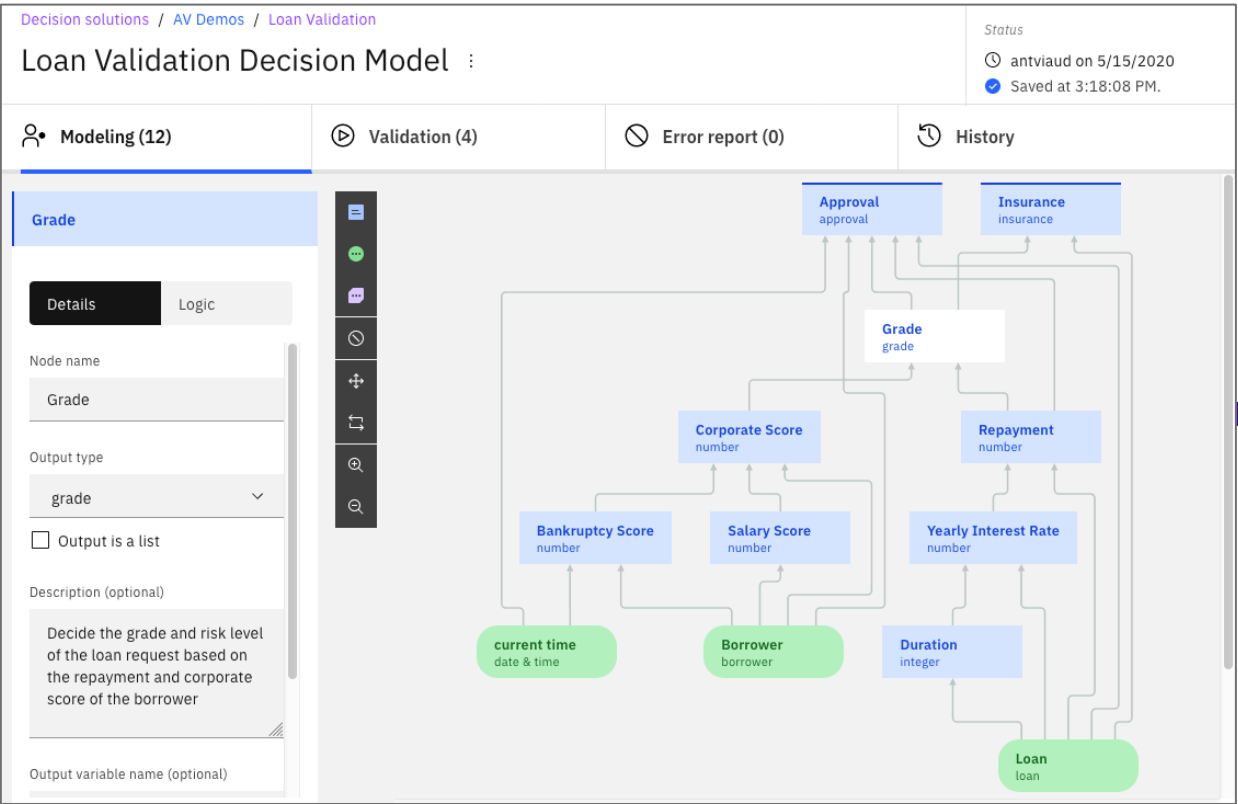 Decision solutions / AV Demos / Loan Validation
Loan Validation Decision Model
Status
antviaud on 5/15/2020
Saved at 3:18:08 PM.
Modeling (12)
Validation (4)
Error report (0)
History
Grade
Details
Logic
Node name
Grade
Output type
grade
Output is a list
Description (optional)
Decide the grade and risk level
of the loan request based on
the repayment and corporate
score of the borrower
Output variable name (optional)
Approval
approval
Insurance
insurance
Grade
grade
Corporate Score
number
Repayment
number
Bankruptcy Score
number
Salary Score
number
Yearly Interest Rate
number
current time
date & time
Borrower
borrower
Duration
integer
Loan
loan